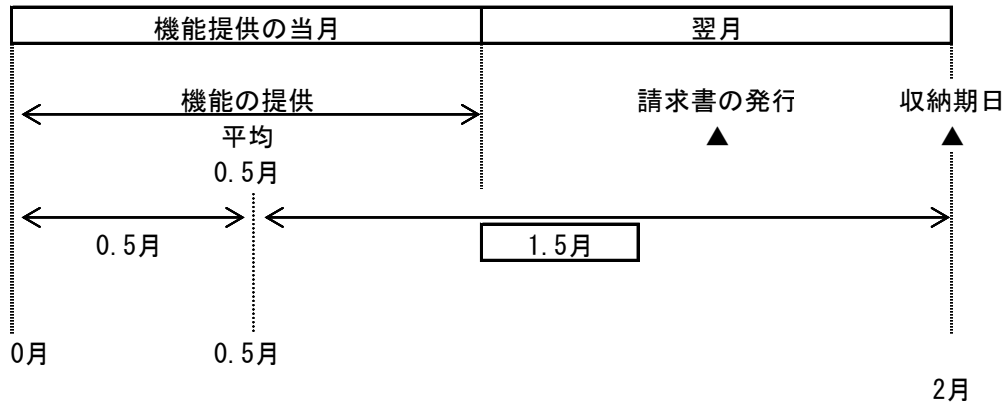 機能提供の当月 翌月
機能の提供 請求書の発行 収納期日
平均 ▲ ▲
0.5月
0.5月 1.5月
0月 0.5月
2月